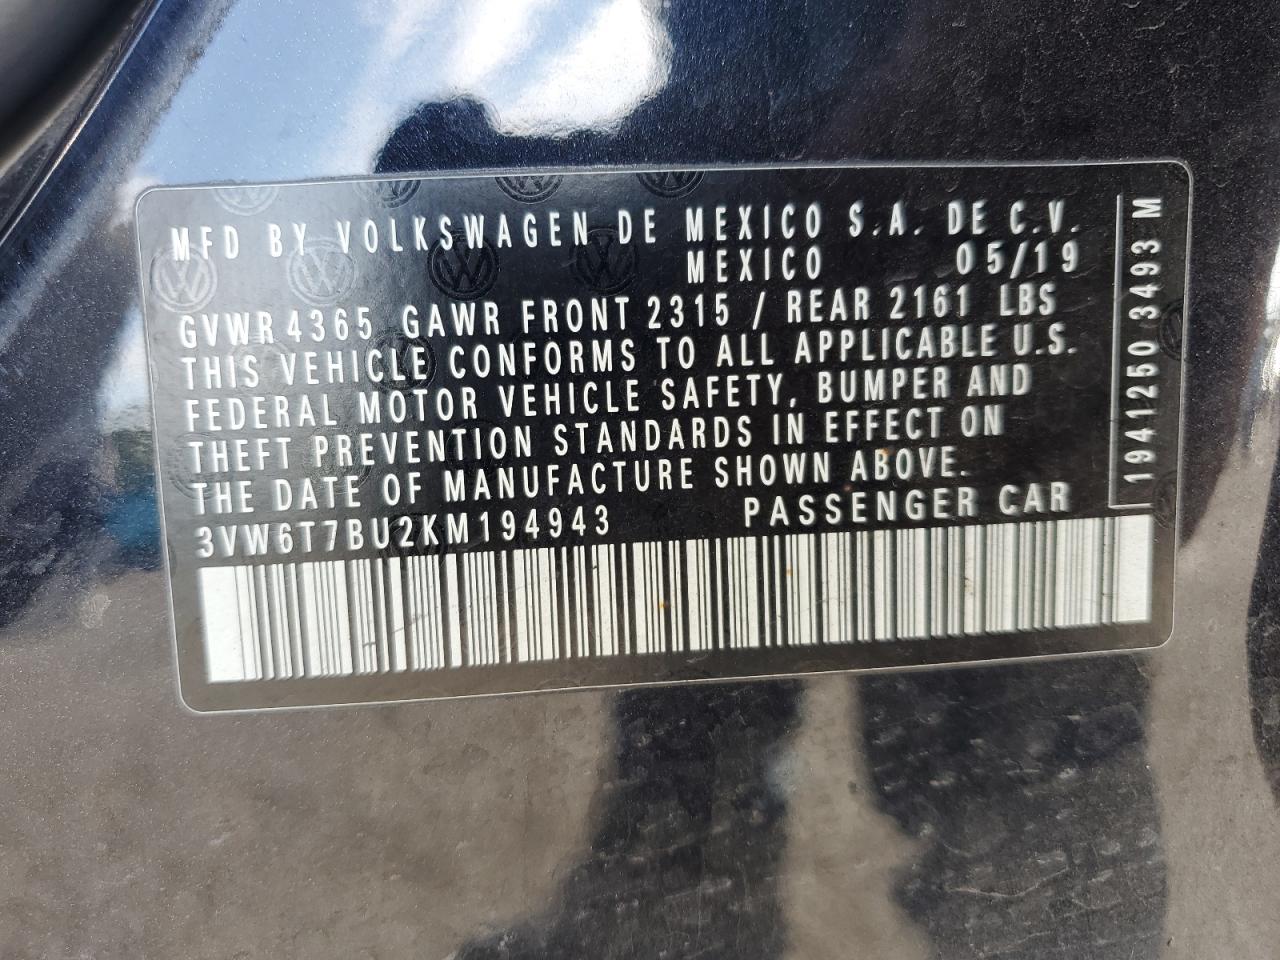 MFD BY VOLKSWAGEN DE MEXICO S.A. DE C.V.
MEXICO 05/19
GVWR 4365 GAWR FRONT 2315 / REAR 2161 LBS
THIS VEHICLE CONFORMS TO ALL APPLICABLE U.S.
FEDERAL MOTOR VEHICLE SAFETY, BUMPER AND
THEFT PREVENTION STANDARDS IN EFFECT ON
THE DATE OF MANUFACTURE SHOWN ABOVE.
3VW6T7BU2KM194943 PASSENGER CAR
1941250 3493 M